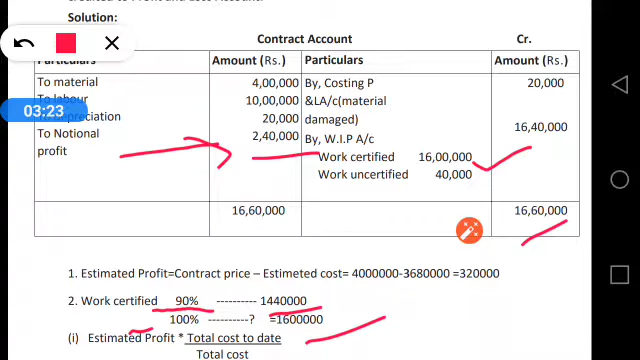 Solution:
Contract Account Cr.
Particulars Amount (Rs.) Particulars Amount (Rs.)
To material 4,00,000 By, Costing P 20,000
To labour 10,00,000 &LA/c(material
03:23 depreciation 20,000 damaged) 16,40,000
To Notional 2,40,000 By, W.I.P A/c
profit Work certified 16,00,000
Work uncertified 40,000
16,60,000 16,60,000
1. Estimated Profit=Contract price – Estimeted cost= 4000000-3680000 =320000
2. Work certified 90% ---------- 1440000
100% ----------? =1600000
(i) Estimated Profit * Total cost to date
Total cost